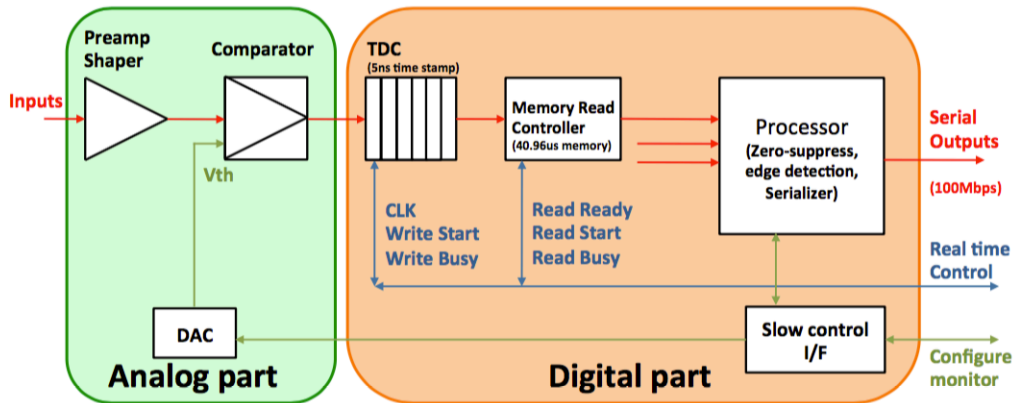 Preamp
Shaper
Comparator
TDC
(5ns time stamp)
Inputs
Memory Read
Controller
(40.96us memory)
Processor
(Zero-suppress,
edge detection,
Serializer)
Serial
Outputs
(100Mbps)
Vth
CLK
Write Start
Write Busy
Read Ready
Read Start
Read Busy
Real time
Control
DAC
Slow control
I/F
Configure
monitor
Analog part
Digital part